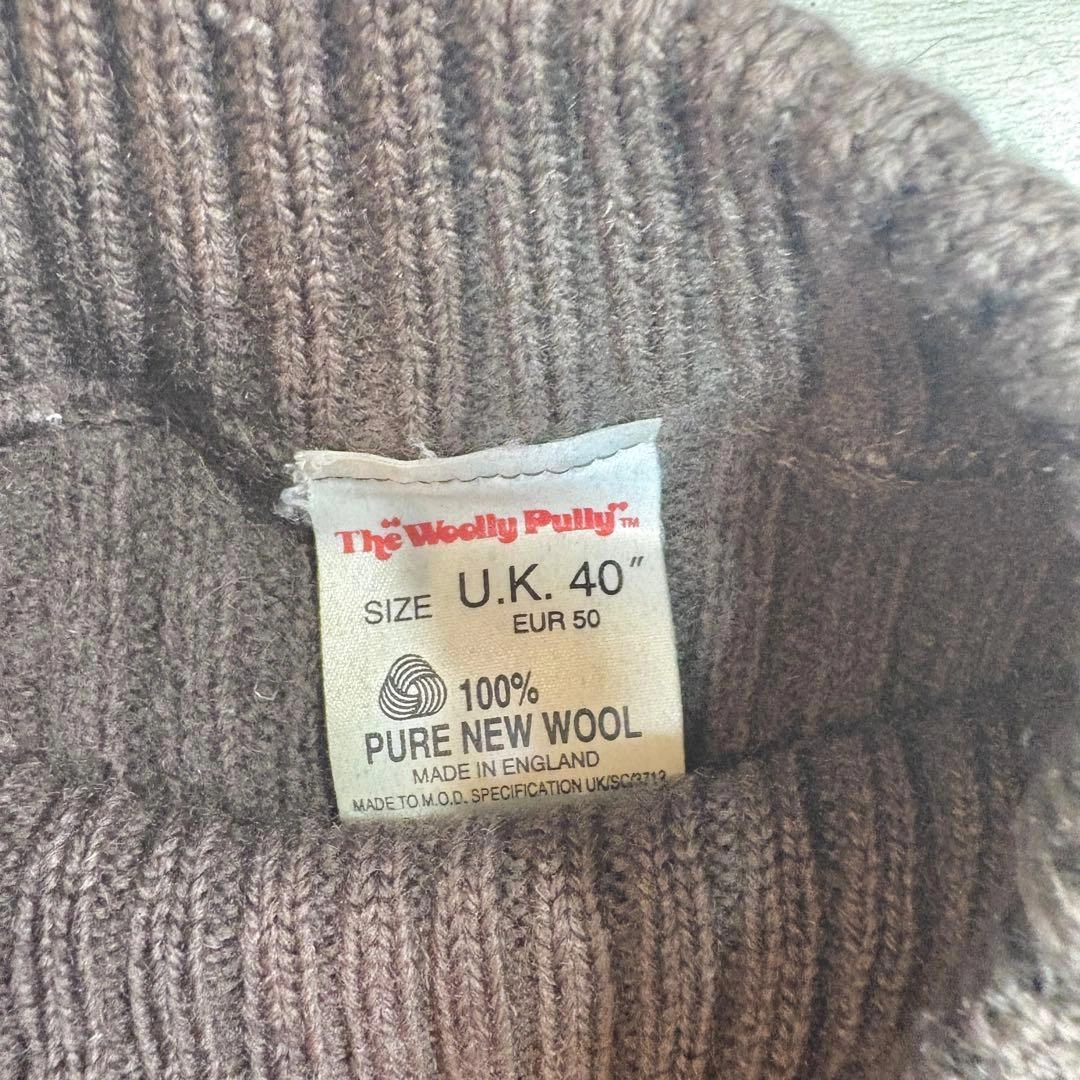 The "Woolly Pully"™
SIZE U.K. 40"
EUR 50
100%
PURE NEW WOOL
MADE IN ENGLAND
MADE TO M.O.D. SPECIFICATION UK/SC/3713